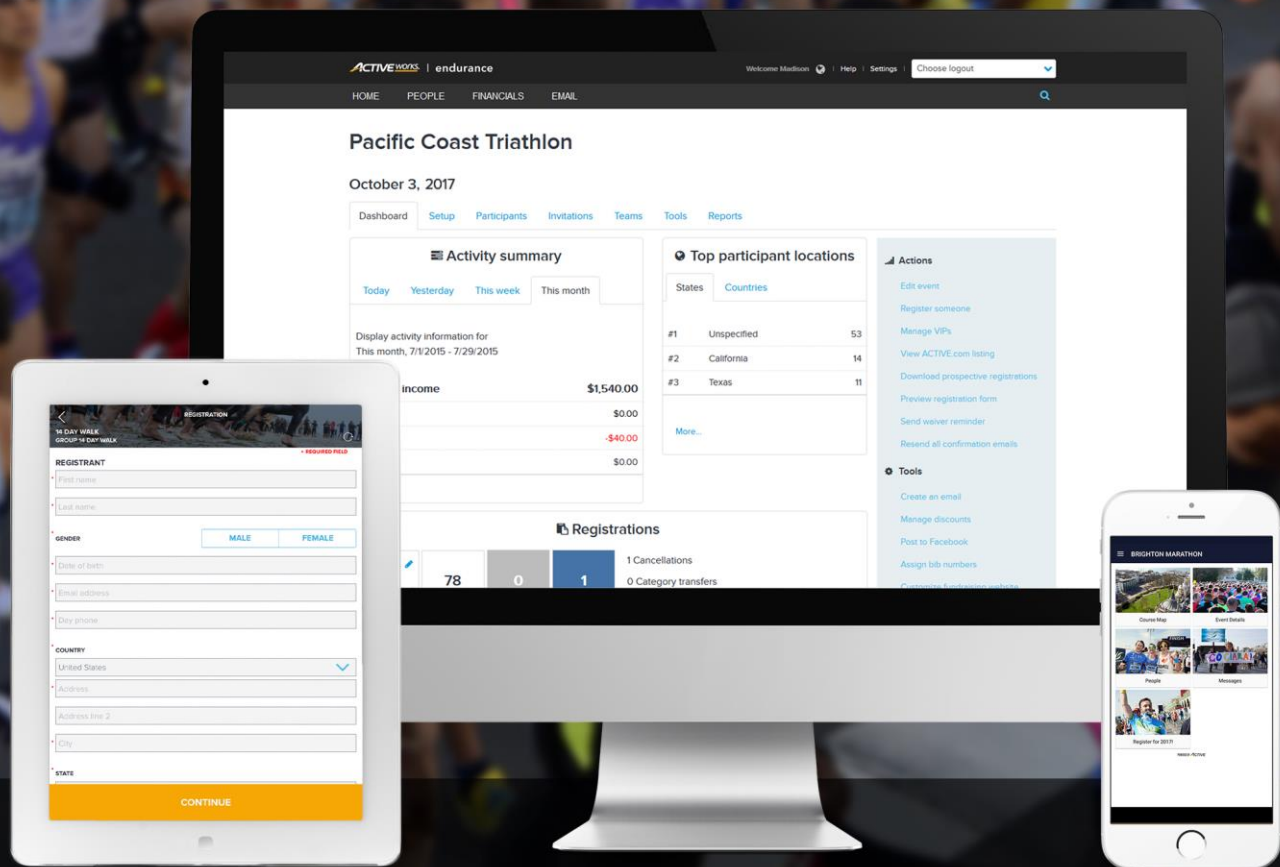 ACTIVEWORKS. | endurance
Welcome Madison | Help | Settings | Choose logout
HOME PEOPLE FINANCIALS EMAIL
Pacific Coast Triathlon
October 3, 2017
Dashboard Setup Participants Invitations Teams Tools Reports
Activity summary
Today Yesterday This week This month
Display activity information for
This month, 7/1/2015 - 7/29/2015
income $1,540.00
$0.00
-$40.00
$0.00
Top participant locations
States Countries
#1 Unspecified 53
#2 California 14
#3 Texas 11
More...
Actions
Edit event
Register someone
Manage VIPs
View ACTIVE.com listing
Download prospective registrations
Preview registration form
Send waiver reminder
Resend all confirmation emails
Tools
Create an email
Manage discounts
Post to Facebook
Assign bib numbers
Customize fundraising website
Registrations
78 0 1
1 Cancellations
0 Category transfers
REGISTRATION
14 DAY WALK
GROUP 14 DAY WALK
* REQUIRED FIELD
REGISTRANT
* First name
* Last name
* GENDER MALE FEMALE
* Date of birth
* Email address
* Day phone
* COUNTRY
United States
* Address
Address line 2
* City
* STATE
CONTINUE
BRIGHTON MARATHON
Course Map Event Details
FINISH
GO TARA!
People Messages
Register for 2017!